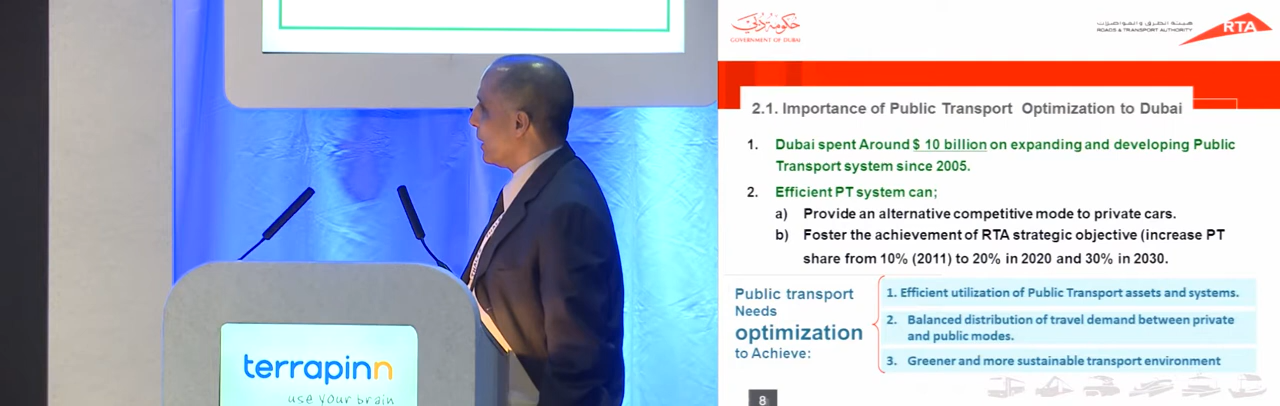 terrapinn
use your brain
حكومة دبي
GOVERNMENT OF DUBAI
هيئة الطرق والمواصلات
ROADS & TRANSPORT AUTHORITY
RTA
2.1. Importance of Public Transport Optimization to Dubai
1. Dubai spent Around $ 10 billion on expanding and developing Public
Transport system since 2005.
2. Efficient PT system can;
a) Provide an alternative competitive mode to private cars.
b) Foster the achievement of RTA strategic objective (increase PT
share from 10% (2011) to 20% in 2020 and 30% in 2030.
Public transport
Needs
optimization
to Achieve:
1. Efficient utilization of Public Transport assets and systems.
2. Balanced distribution of travel demand between private
and public modes.
3. Greener and more sustainable transport environment
8